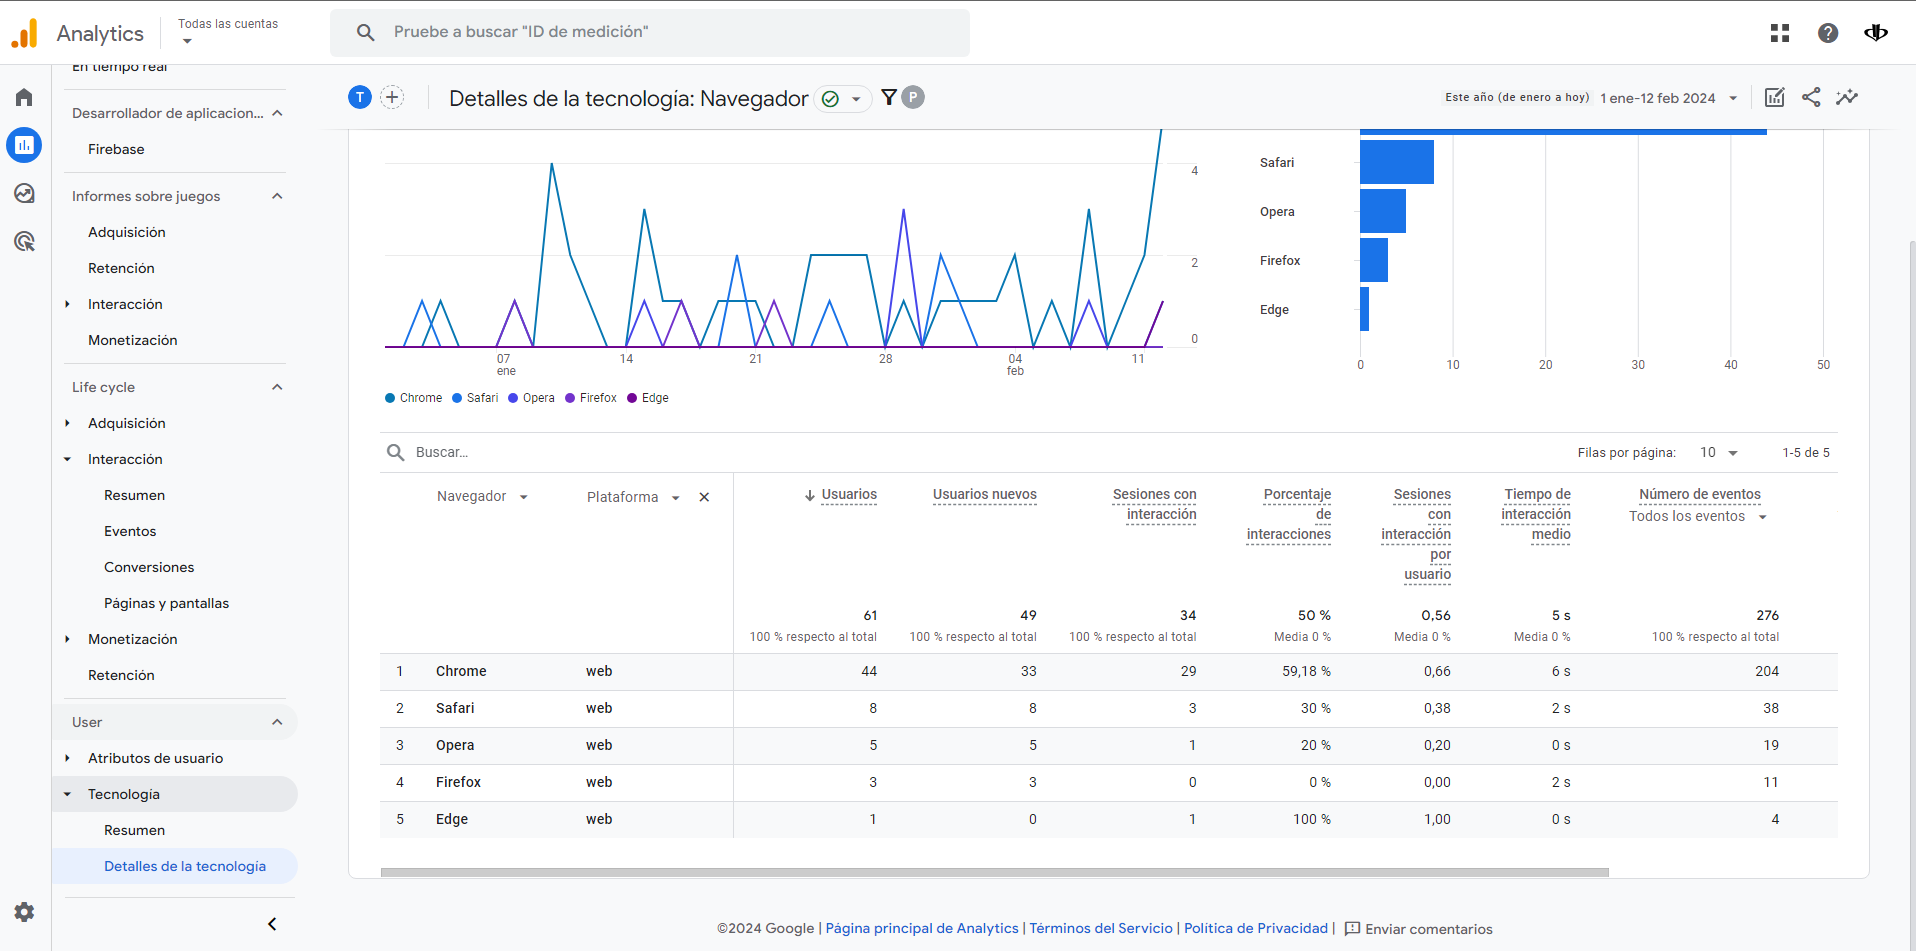 Analytics
Todas las cuentas
Pruebe a buscar "ID de medición"
En tiempo real
Desarrollador de aplicacion...
Firebase
Informes sobre juegos
Adquisición
Retención
Interacción
Monetización
Life cycle
Adquisición
Interacción
Resumen
Eventos
Conversiones
Páginas y pantallas
Monetización
Retención
User
Atributos de usuario
Tecnología
Resumen
Detalles de la tecnología
T
Detalles de la tecnología: Navegador
P
Este año (de enero a hoy) 1 ene-12 feb 2024
4
2
0
07 ene
14
21
28
04 feb
11
Chrome Safari Opera Firefox Edge
Safari
Opera
Firefox
Edge
0 10 20 30 40 50
Buscar...
Filas por página: 10 1-5 de 5
Navegador
Plataforma
Usuarios
Usuarios nuevos
Sesiones con
interacción
Porcentaje
de
interacciones
Sesiones
con
interacción
por
usuario
Tiempo de
interacción
medio
Número de eventos
Todos los eventos
61 49 34 50 % 0,56 5 s 276
100 % respecto al total 100 % respecto al total 100 % respecto al total Media 0 % Media 0 % Media 0 % 100 % respecto al total
1 Chrome web 44 33 29 59,18 % 0,66 6 s 204
2 Safari web 8 8 3 30 % 0,38 2 s 38
3 Opera web 5 5 1 20 % 0,20 0 s 19
4 Firefox web 3 3 0 0 % 0,00 2 s 11
5 Edge web 1 0 1 100 % 1,00 0 s 4
©2024 Google | Página principal de Analytics | Términos del Servicio | Política de Privacidad | Enviar comentarios